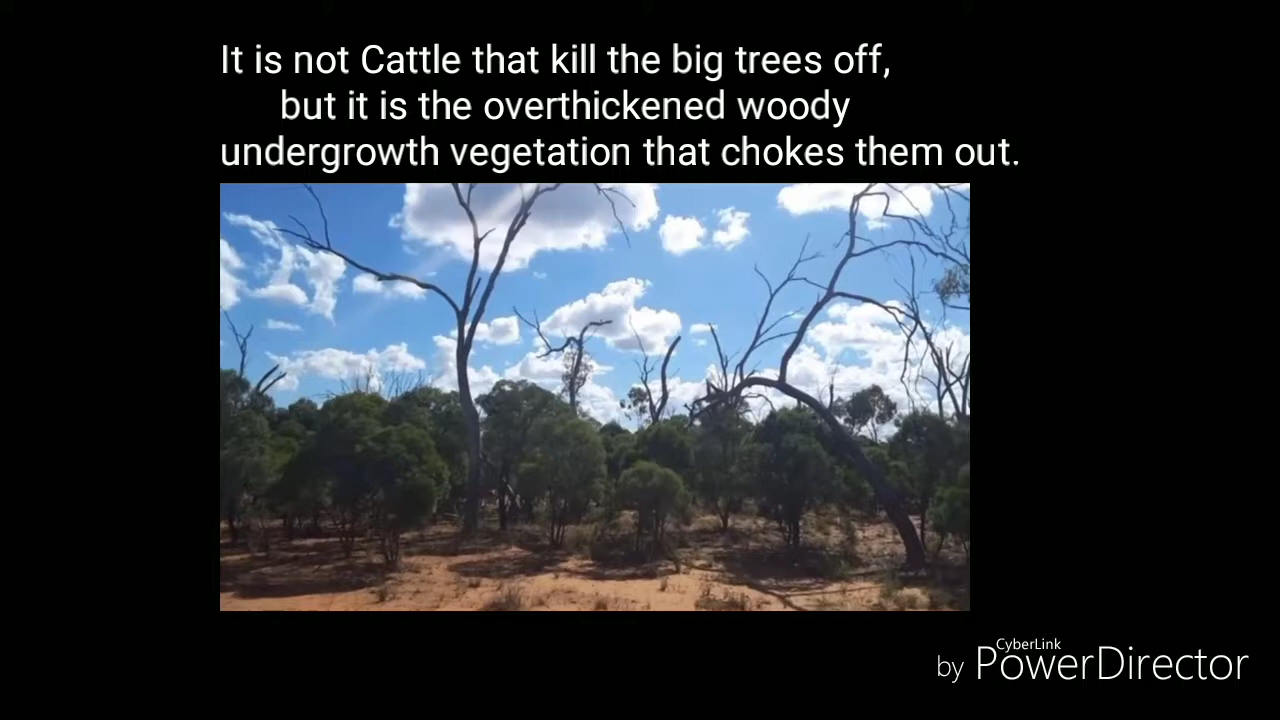 It is not Cattle that kill the big trees off,
but it is the overthickened woody
undergrowth vegetation that chokes them out.
CyberLink
by PowerDirector